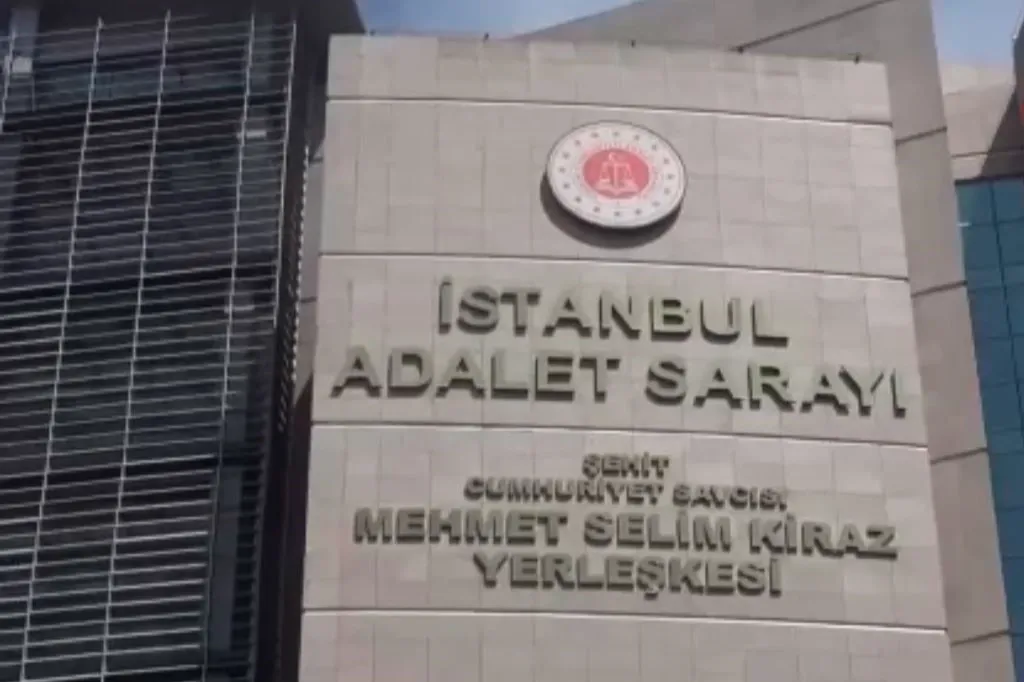 İSTANBUL
ADALET SARAYI
ŞEHİT
CUMHURİYET SAVCISI
MEHMET SELİM KİRAZ
YERLEŞKESİ